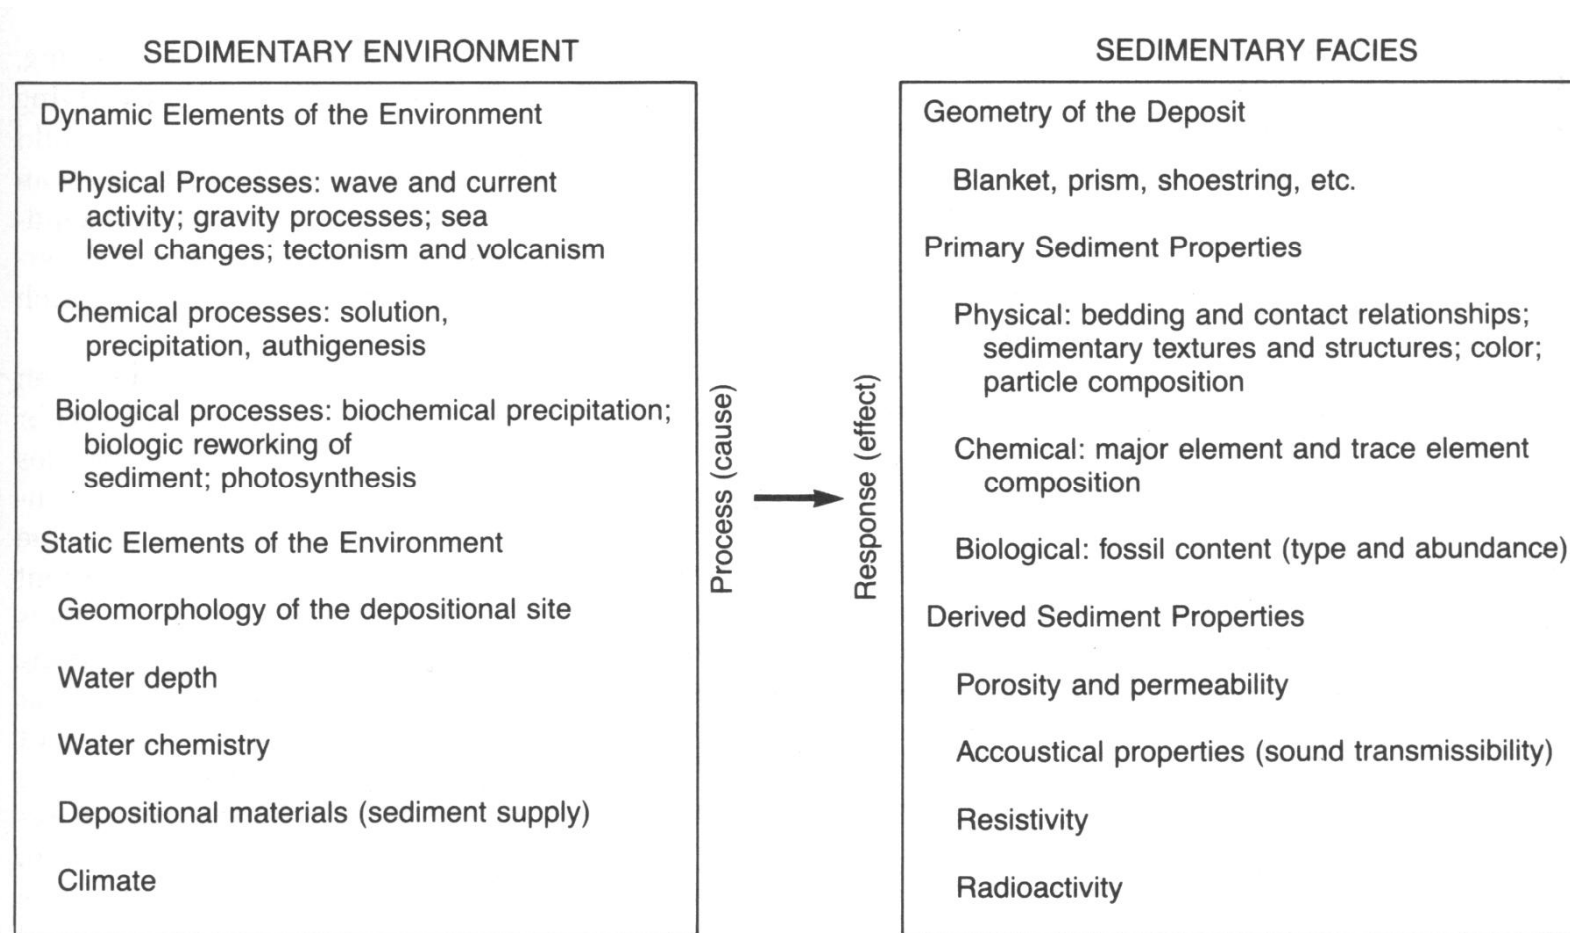 SEDIMENTARY ENVIRONMENT
Dynamic Elements of the Environment
Physical Processes: wave and current
activity; gravity processes; sea
level changes; tectonism and volcanism
Chemical processes: solution,
precipitation, authigenesis
Biological processes: biochemical precipitation;
biologic reworking of
sediment; photosynthesis
Static Elements of the Environment
Geomorphology of the depositional site
Water depth
Water chemistry
Depositional materials (sediment supply)
Climate
Process (cause)
Response (effect)
SEDIMENTARY FACIES
Geometry of the Deposit
Blanket, prism, shoestring, etc.
Primary Sediment Properties
Physical: bedding and contact relationships;
sedimentary textures and structures; color;
particle composition
Chemical: major element and trace element
composition
Biological: fossil content (type and abundance)
Derived Sediment Properties
Porosity and permeability
Accoustical properties (sound transmissibility)
Resistivity
Radioactivity